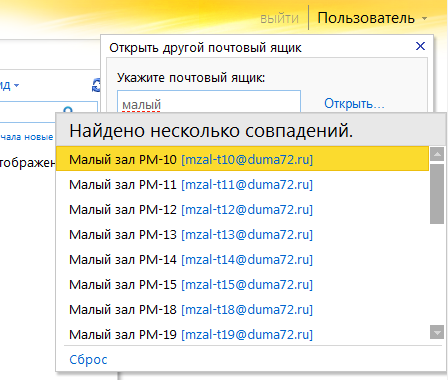 выйти Пользователь
Открыть другой почтовый ящик
Укажите почтовый ящик:
малый Открыть...
Найдено несколько совпадений.
Малый зал РМ-10 [mzal-t10@duma72.ru]
Малый зал РМ-11 [mzal-t11@duma72.ru]
Малый зал РМ-12 [mzal-t12@duma72.ru]
Малый зал РМ-13 [mzal-t13@duma72.ru]
Малый зал РМ-14 [mzal-t14@duma72.ru]
Малый зал РМ-15 [mzal-t15@duma72.ru]
Малый зал РМ-18 [mzal-t18@duma72.ru]
Малый зал РМ-19 [mzal-t19@duma72.ru]
Сброс
ид
чала новые
тображен